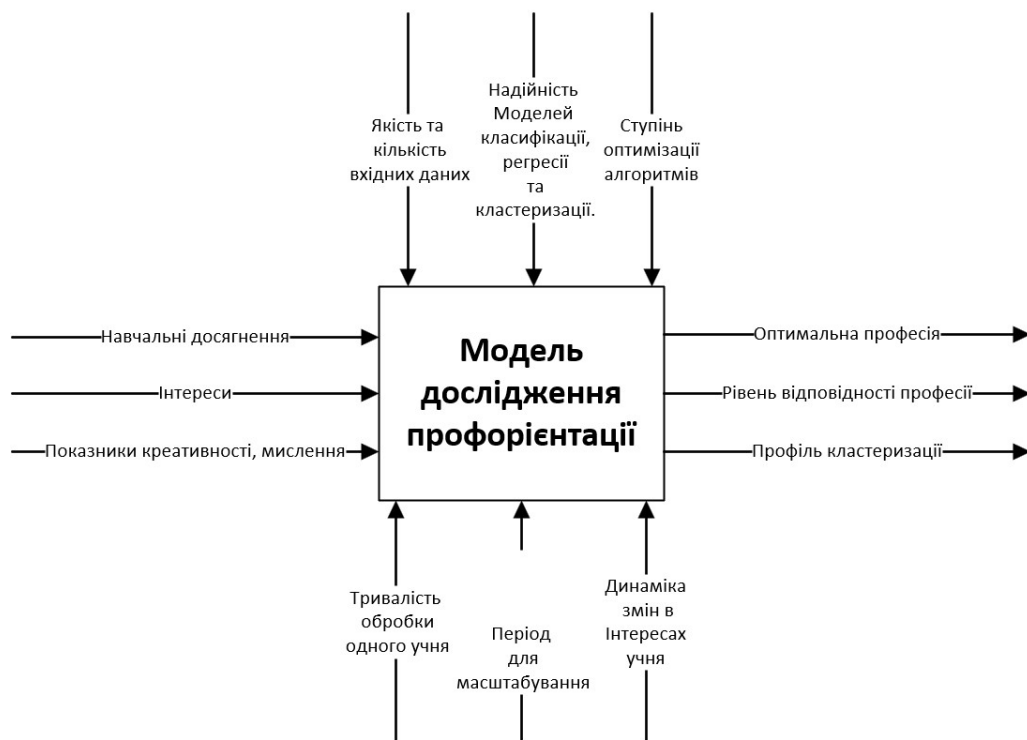 Якість та
кількість
вхідних даних
Надійність
Моделей
класифікації,
регресії
та
кластеризації.
Ступінь
оптимізації
алгоритмів
Навчальні досягнення
Інтереси
Показники креативності, мислення
Модель
дослідження
профорієнтації
Оптимальна професія
Рівень відповідності професії
Профіль кластеризації
Тривалість
обробки
одного учня
Період
для
масштабування
Динаміка
змін в
Інтересах
учня